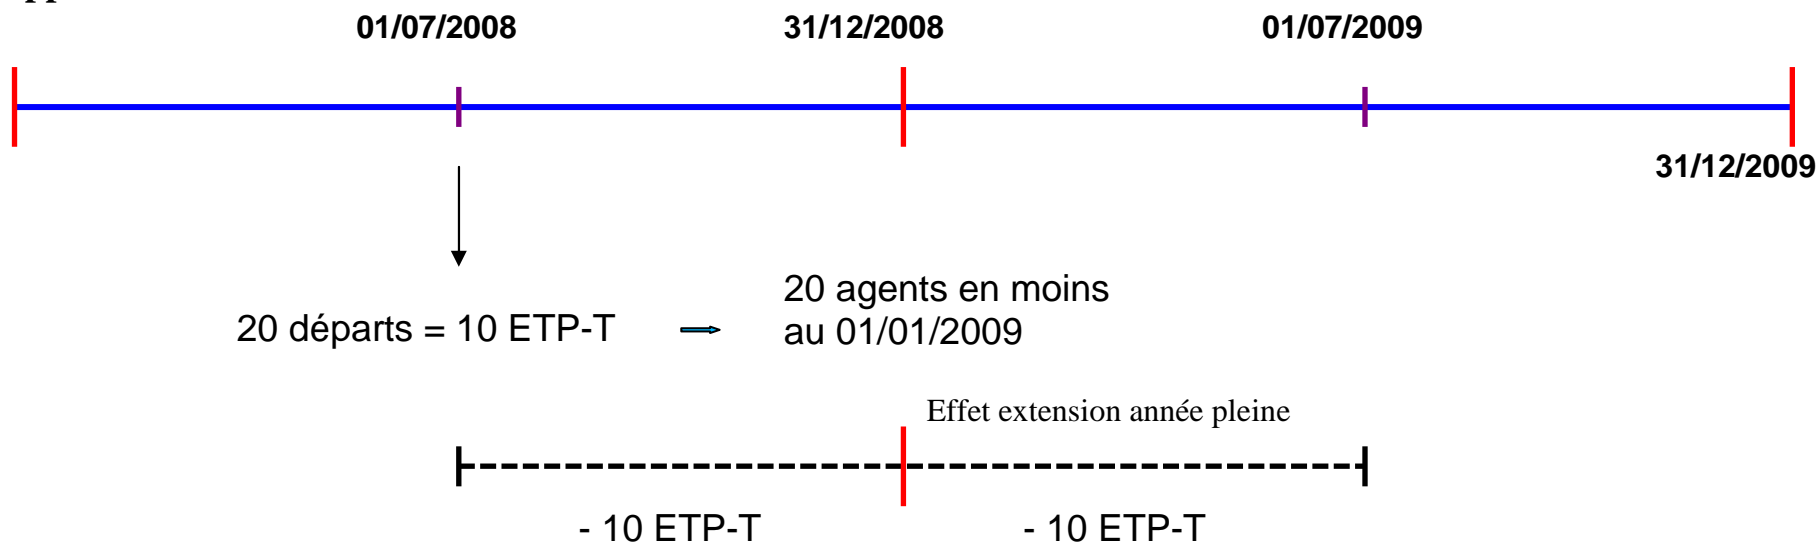 01/07/2008 31/12/2008 01/07/2009
31/12/2009
20 départs = 10 ETP-T
20 agents en moins
au 01/01/2009
Effet extension année pleine
- 10 ETP-T - 10 ETP-T